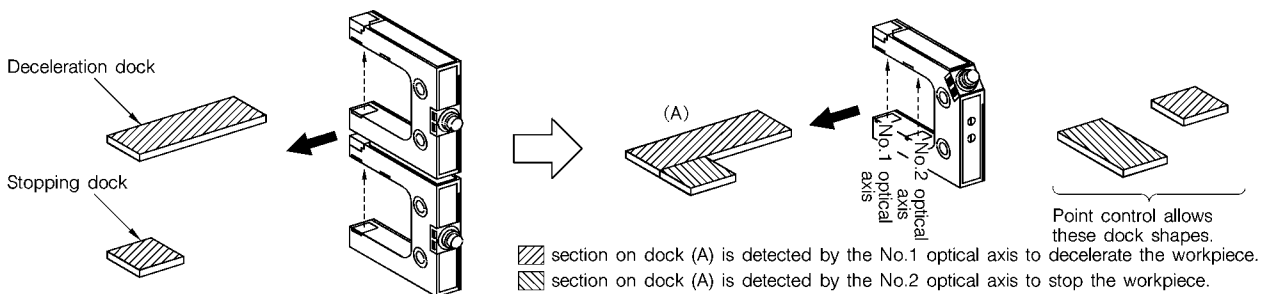 Deceleration dock
Stopping dock
(A)
No.1 optical
axis
No.2 optical
axis
Point control allows
these dock shapes.
section on dock (A) is detected by the No.1 optical axis to decelerate the workpiece.
section on dock (A) is detected by the No.2 optical axis to stop the workpiece.